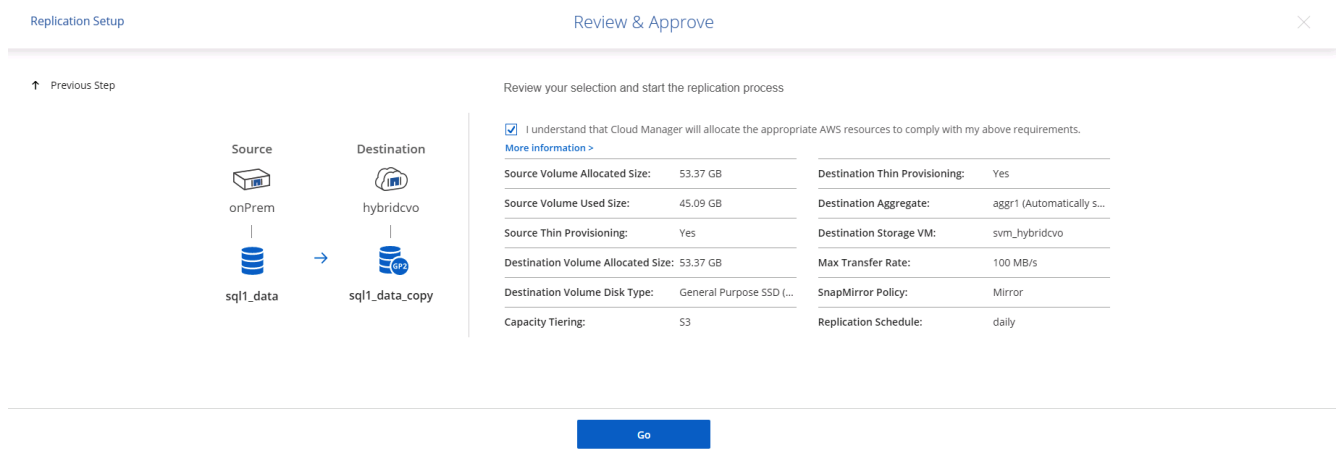 Replication Setup
Review & Approve
↑ Previous Step
Review your selection and start the replication process
I understand that Cloud Manager will allocate the appropriate AWS resources to comply with my above requirements.
More information >
Source
Destination
onPrem
hybridcvo
GP2
sql1_data
sql1_data_copy
Source Volume Allocated Size: 53.37 GB
Source Volume Used Size: 45.09 GB
Source Thin Provisioning: Yes
Destination Volume Allocated Size: 53.37 GB
Destination Volume Disk Type: General Purpose SSD (...
Capacity Tiering: S3
Destination Thin Provisioning: Yes
Destination Aggregate: aggr1 (Automatically s...
Destination Storage VM: svm_hybridcvo
Max Transfer Rate: 100 MB/s
SnapMirror Policy: Mirror
Replication Schedule: daily
Go